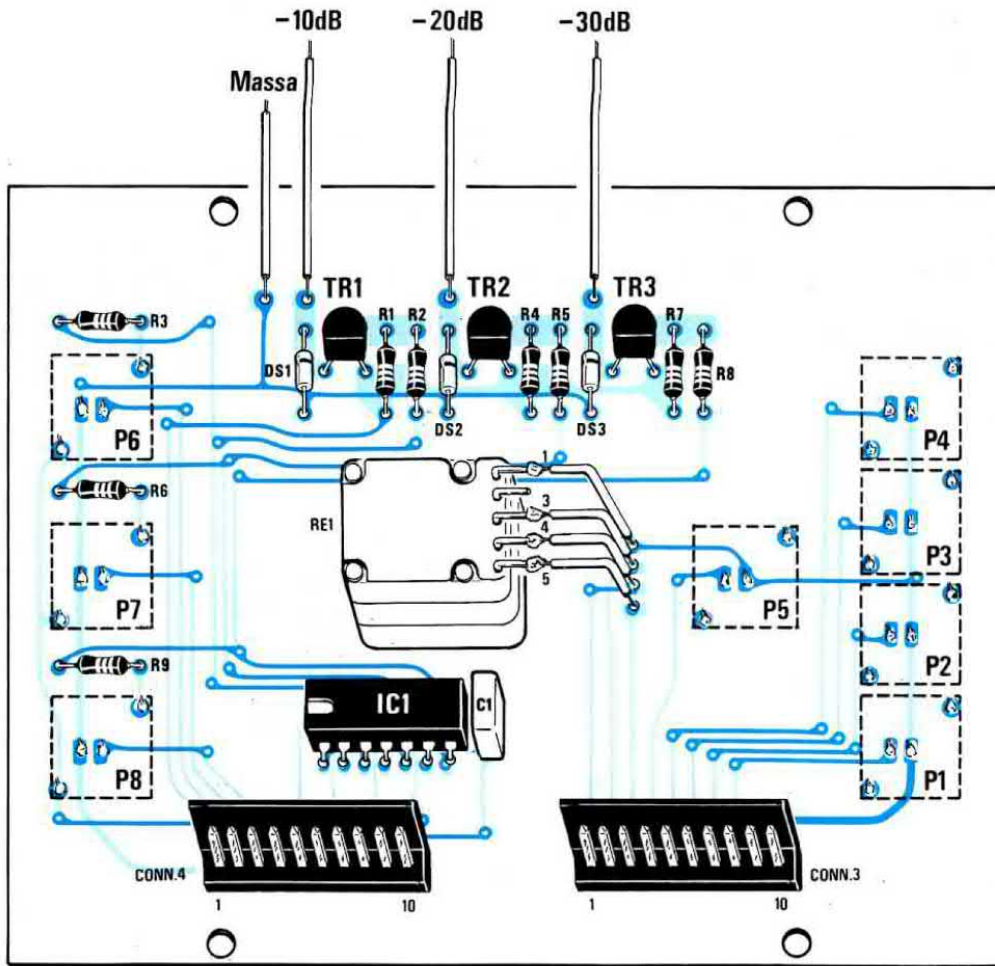 -10dB -20dB -30dB
Massa
TR1 TR2 TR3
R3 R1 R2 R4 R5 R7
DS1 R8
DS2 DS3
P6 P4
R6
RE1
1
3
4
5
P3
P7 P5
P2
R9
IC1 C1
P8 P1
CONN.4 CONN.3
1 10 1 10